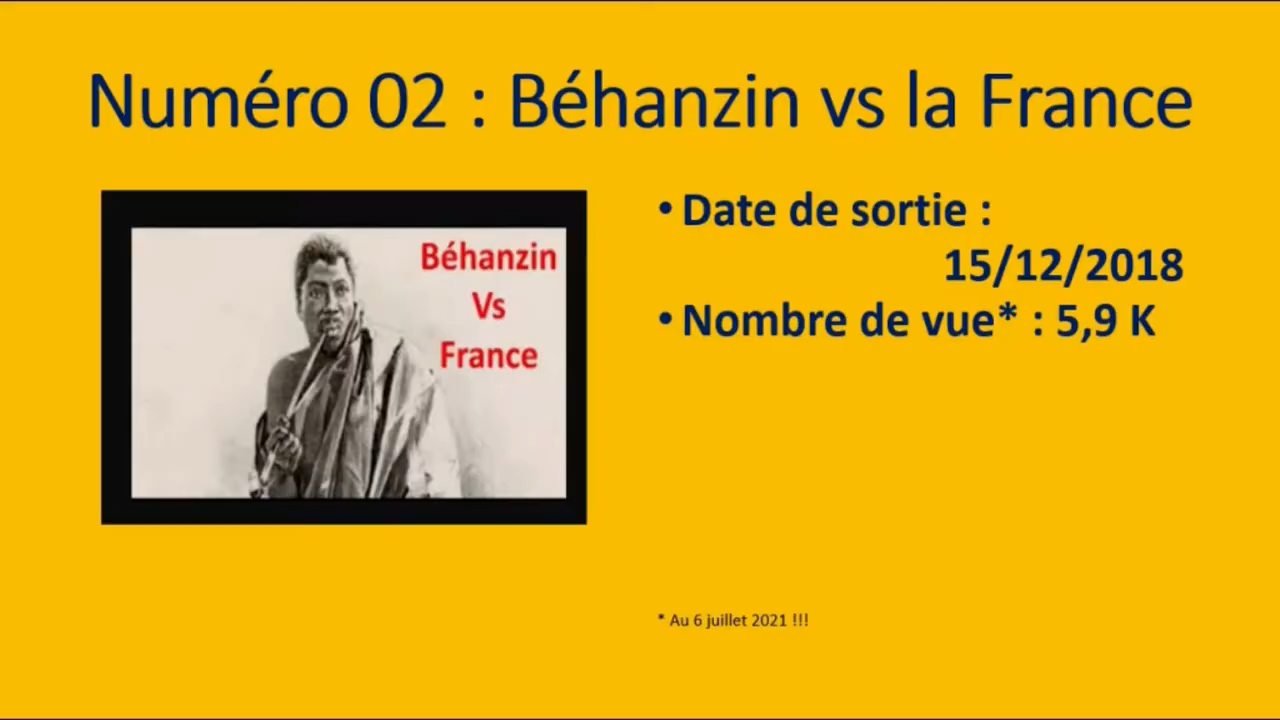 Numéro 02 : Béhanzin vs la France
Béhanzin
Vs
France
• Date de sortie :
15/12/2018
• Nombre de vue* : 5,9 K
* Au 6 juillet 2021 !!!